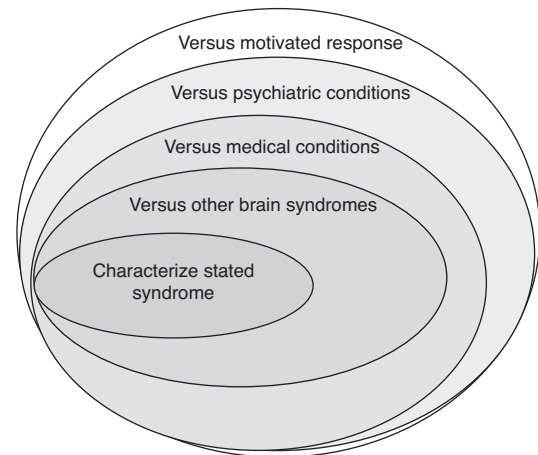 Versus motivated response
Versus psychiatric conditions
Versus medical conditions
Versus other brain syndromes
Characterize stated
syndrome